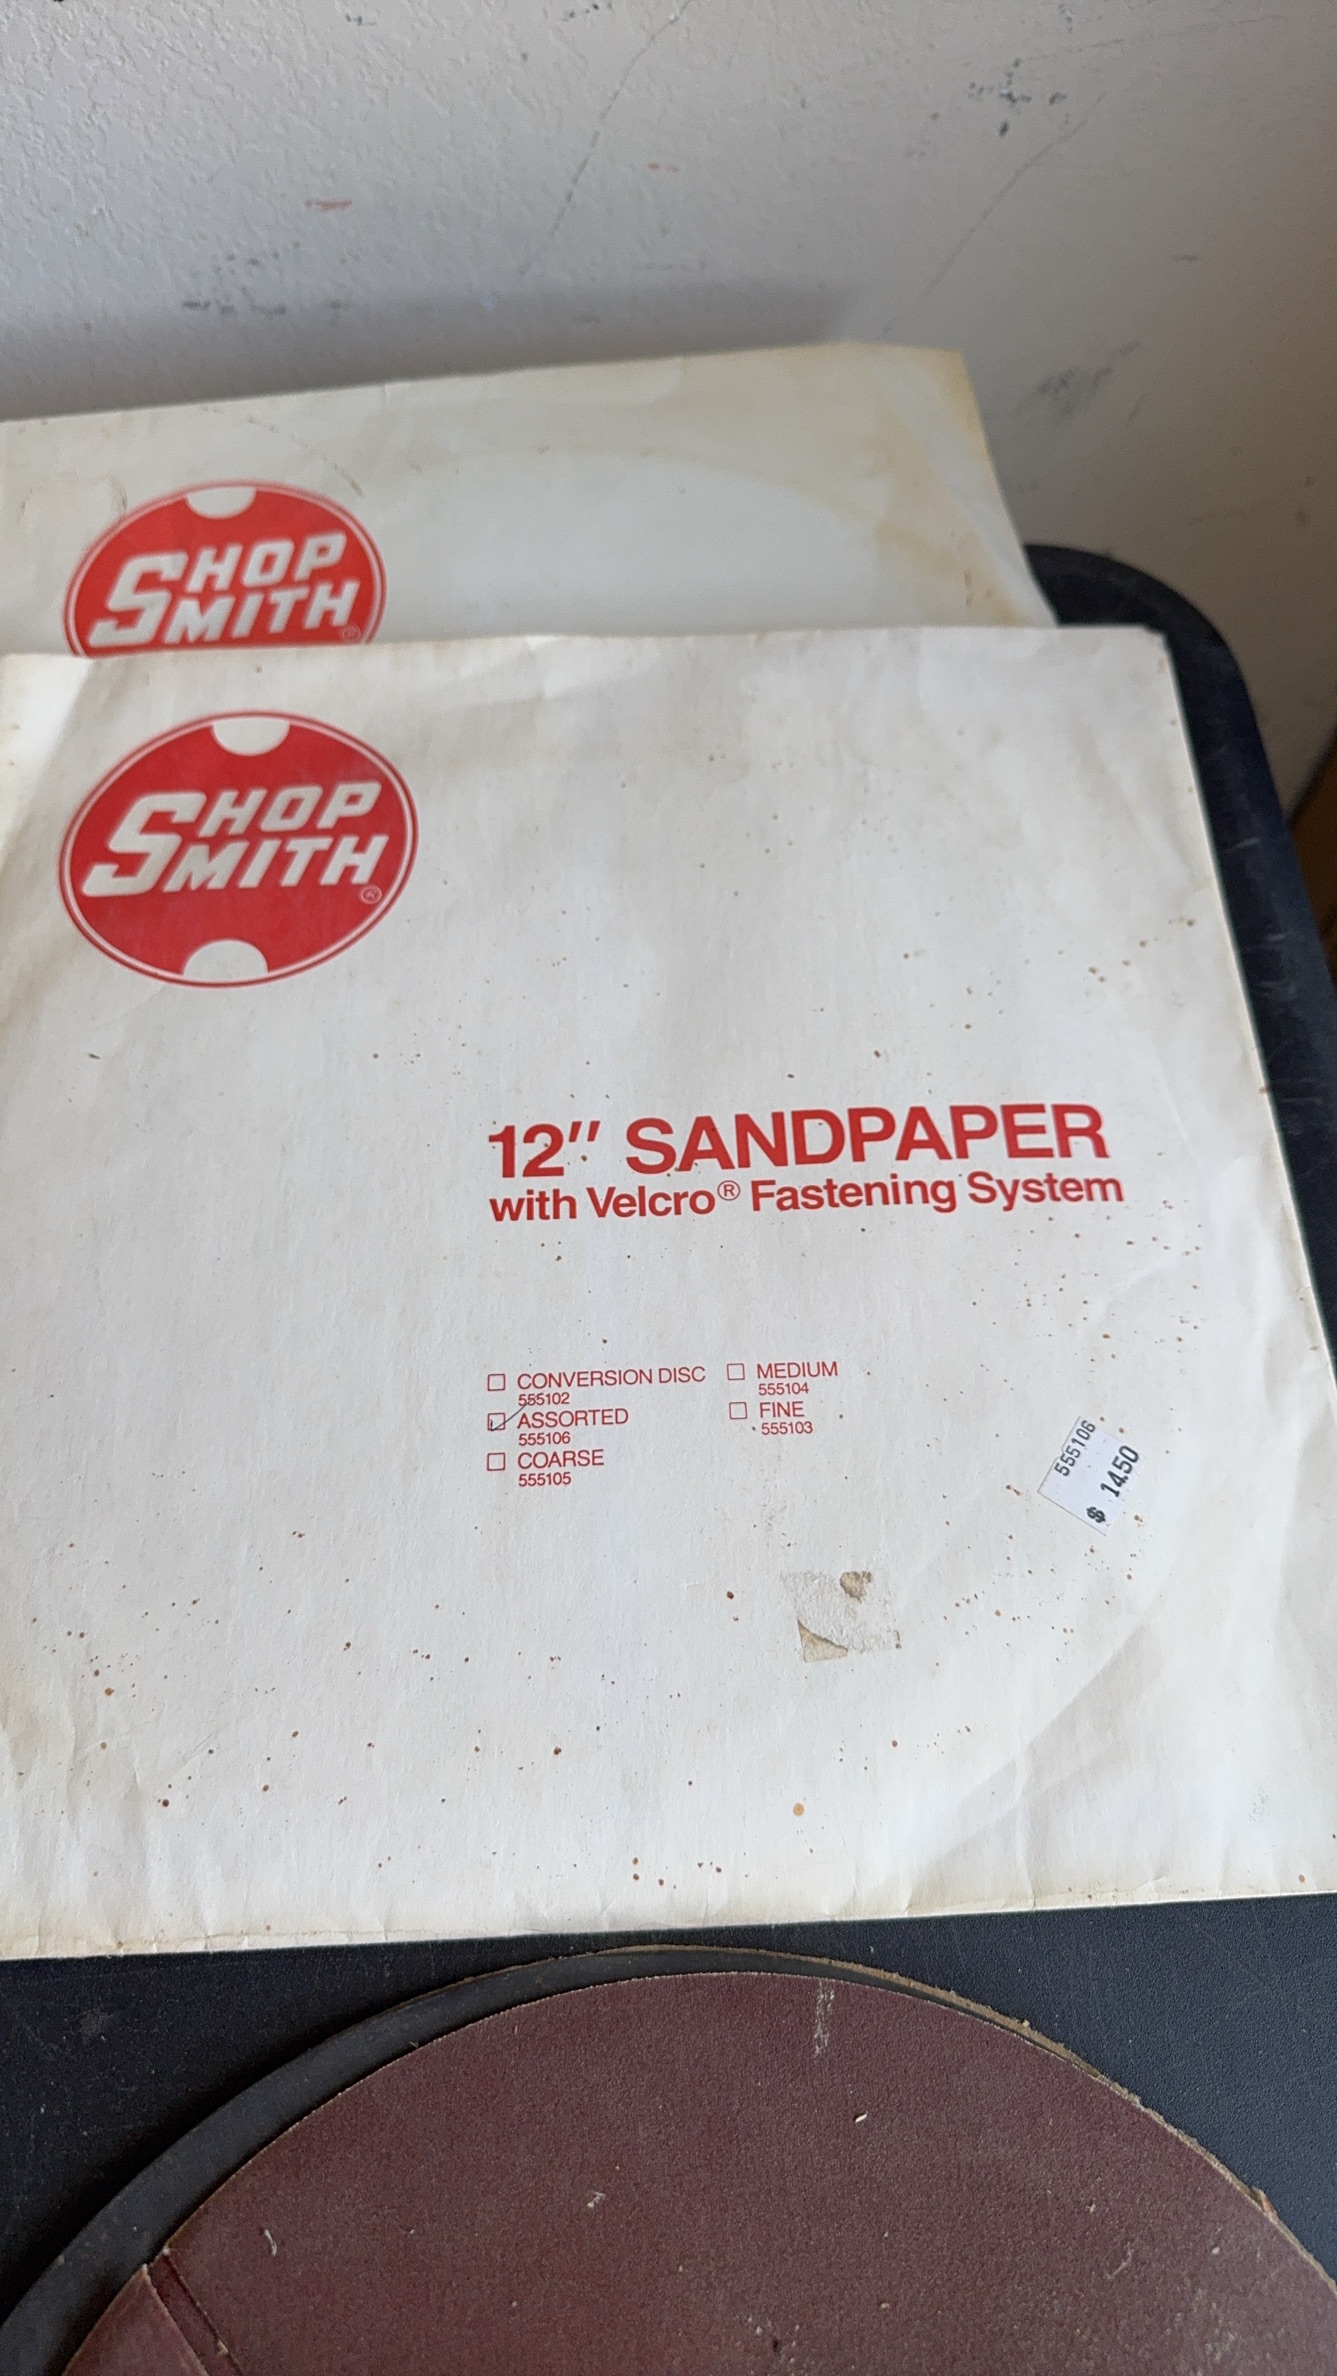 SHOP
SMITH®
SHOP
SMITH®
12" SANDPAPER
with Velcro® Fastening System
☐ CONVERSION DISC
555102
☐ ASSORTED
555106
☐ COARSE
555105
☐ MEDIUM
555104
☐ FINE
555103
555106
$ 1450